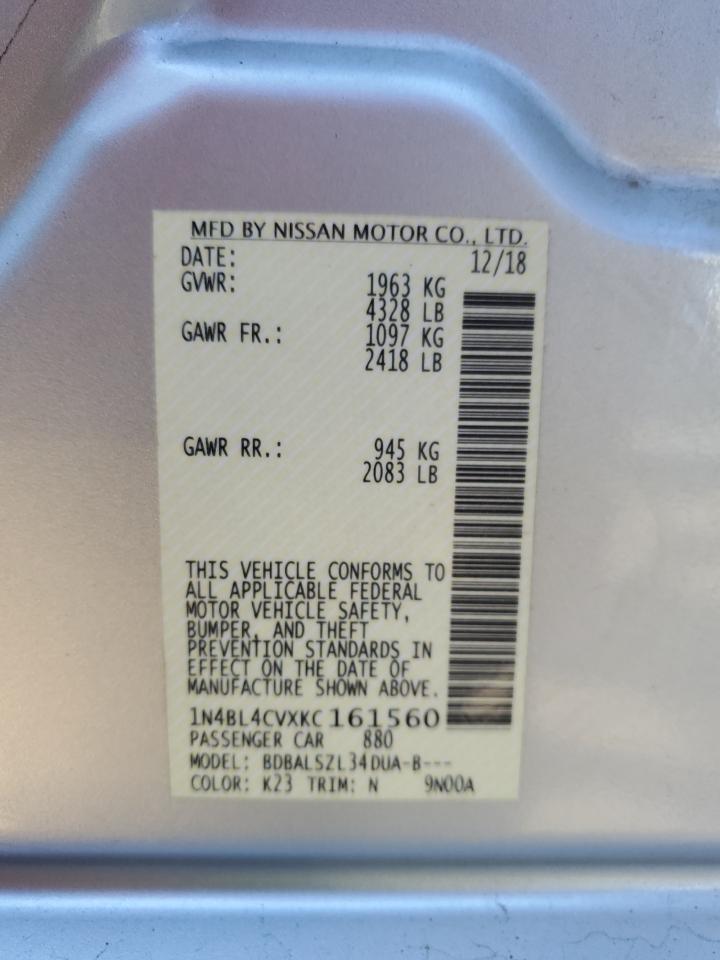 MFD BY NISSAN MOTOR CO., LTD.
DATE: 12/18
GVWR: 1963 KG
4328 LB
GAWR FR.: 1097 KG
2418 LB
GAWR RR.: 945 KG
2083 LB
THIS VEHICLE CONFORMS TO
ALL APPLICABLE FEDERAL
MOTOR VEHICLE SAFETY,
BUMPER, AND THEFT
PREVENTION STANDARDS IN
EFFECT ON THE DATE OF
MANUFACTURE SHOWN ABOVE.
1N4BL4CVXKC 161560
PASSENGER CAR 880
MODEL: BDBALSZL34DUA-B---
COLOR: K23 TRIM: N 9N00A